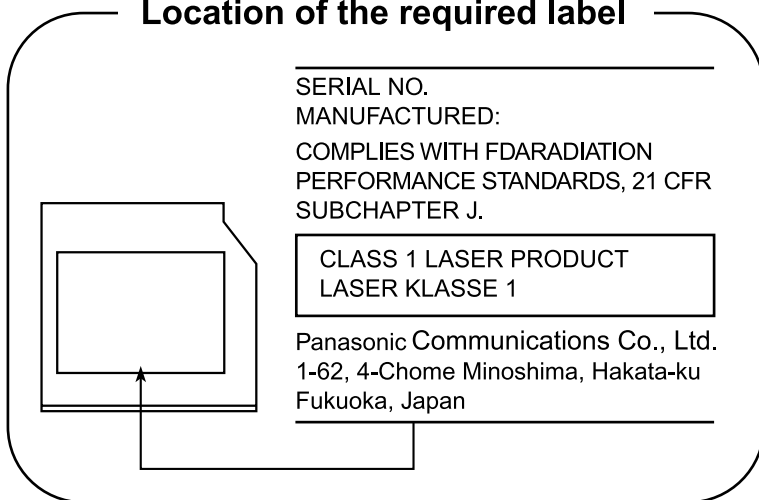 Location of the required label
SERIAL NO.
MANUFACTURED:
COMPLIES WITH FDARADIATION
PERFORMANCE STANDARDS, 21 CFR
SUBCHAPTER J.
CLASS 1 LASER PRODUCT
LASER KLASSE 1
Panasonic Communications Co., Ltd.
1-62, 4-Chome Minoshima, Hakata-ku
Fukuoka, Japan